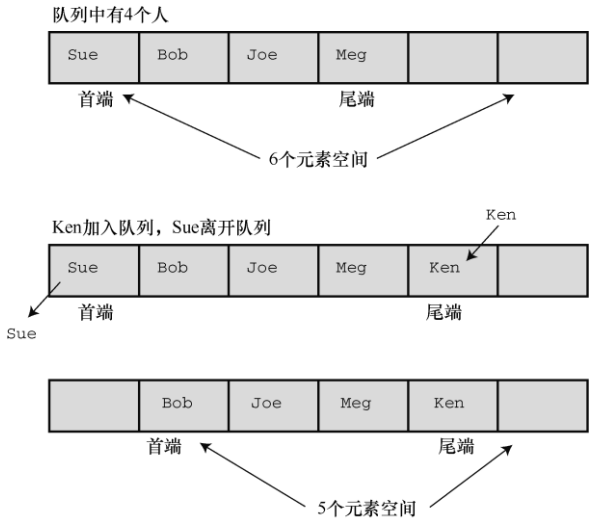 队列中有4个人
Sue Bob Joe Meg
首端 尾端
6个元素空间
Ken
Ken加入队列，Sue离开队列
Sue Bob Joe Meg Ken
首端 尾端
Sue
Bob Joe Meg Ken
首端 尾端
5个元素空间